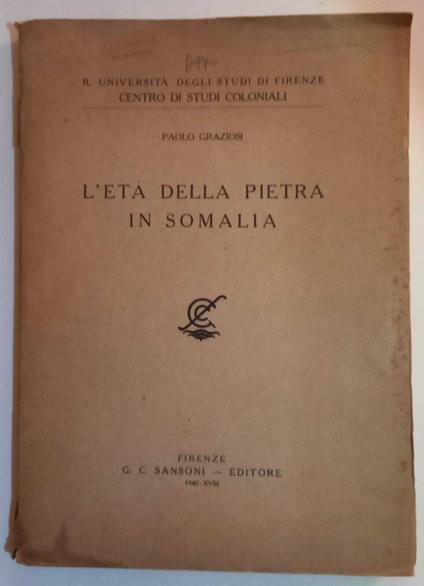 R. UNIVERSITÀ DEGLI STUDI DI FIRENZE
CENTRO DI STUDI COLONIALI
PAOLO GRAZIOSI
L'ETÀ DELLA PIETRA
IN SOMALIA
FIRENZE
G. C. SANSONI — EDITORE
1940-XVIII